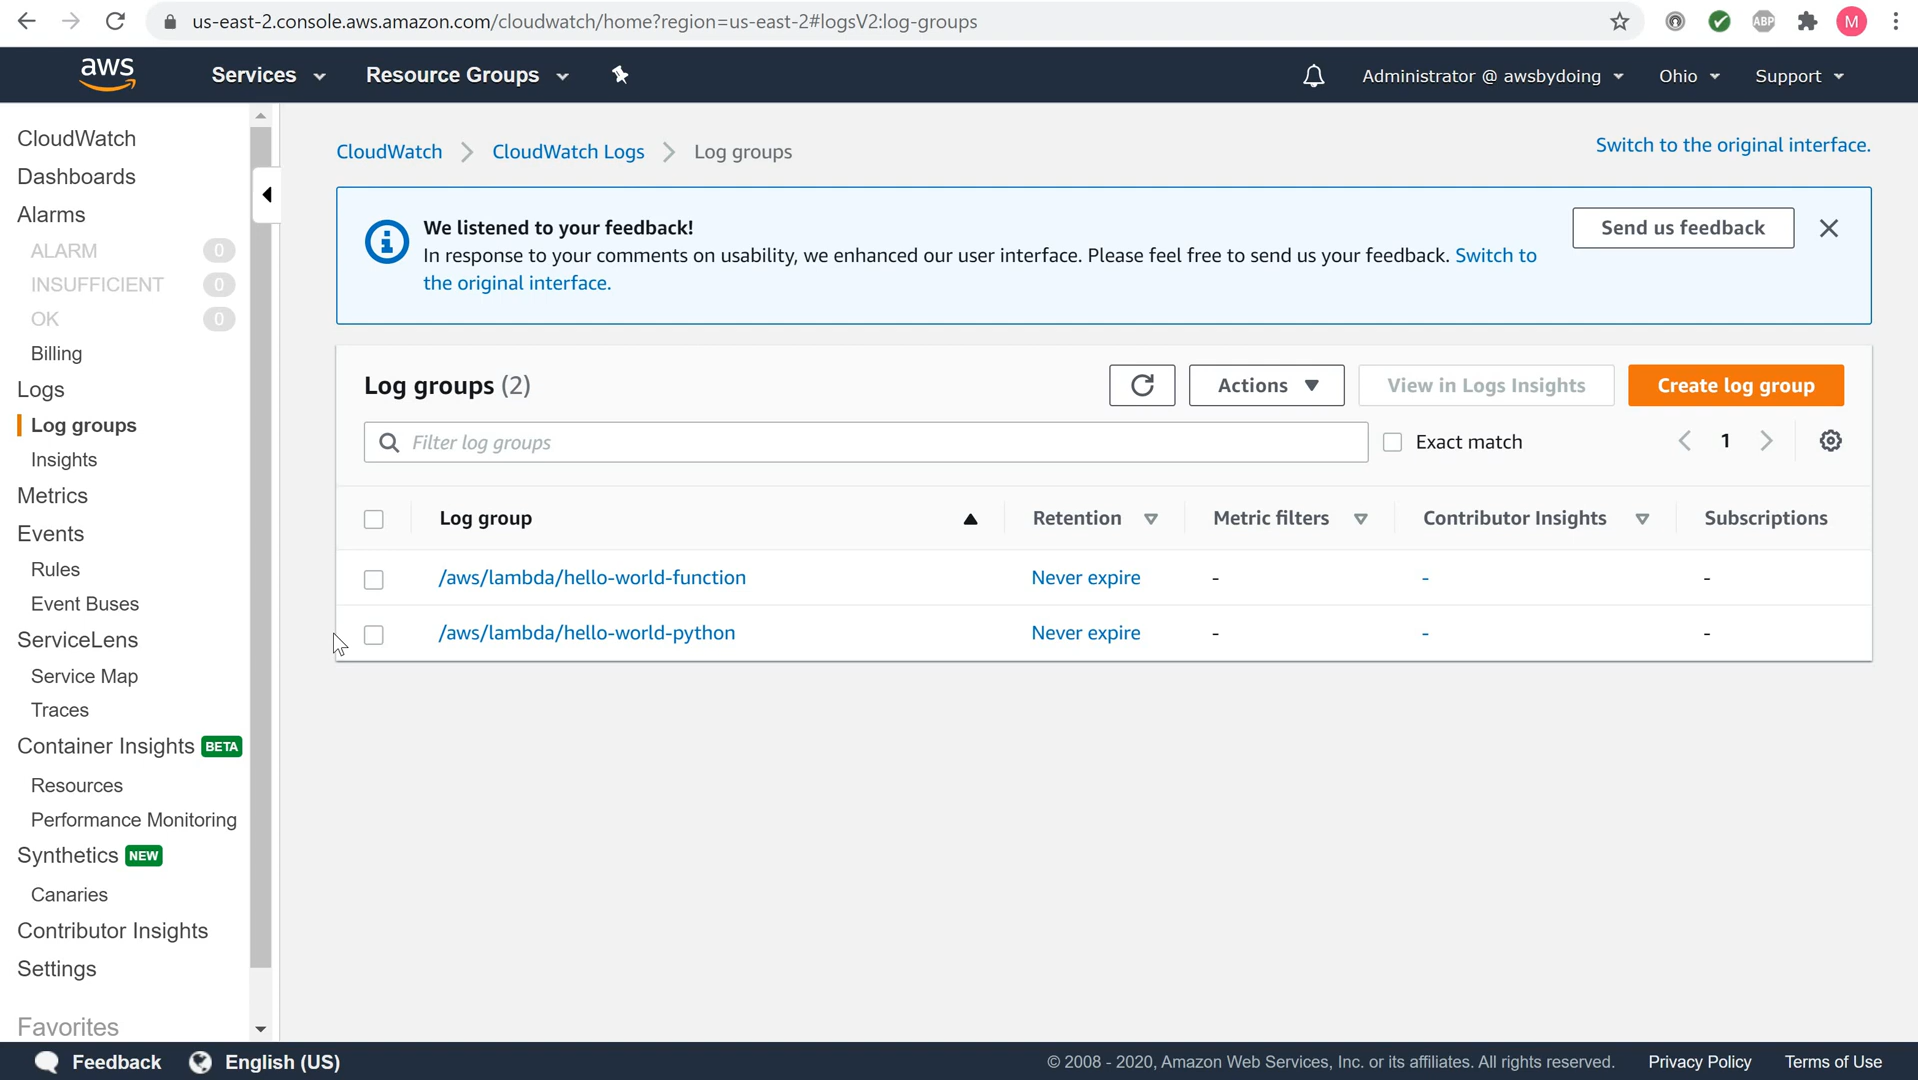 us-east-2.console.aws.amazon.com/cloudwatch/home?region=us-east-2#logsV2:log-groups
ABP
M
aws
Services
Resource Groups
Administrator @ awsbydoing
Ohio
Support
CloudWatch
Dashboards
Alarms
ALARM 0
INSUFFICIENT 0
OK 0
Billing
Logs
Log groups
Insights
Metrics
Events
Rules
Event Buses
ServiceLens
Service Map
Traces
Container Insights BETA
Resources
Performance Monitoring
Synthetics NEW
Canaries
Contributor Insights
Settings
Favorites
CloudWatch
CloudWatch Logs
Log groups
Switch to the original interface.
We listened to your feedback!
In response to your comments on usability, we enhanced our user interface. Please feel free to send us your feedback. Switch to
the original interface.
Send us feedback
Log groups (2)
Actions
View in Logs Insights
Create log group
Filter log groups
Exact match
1
Log group
Retention
Metric filters
Contributor Insights
Subscriptions
/aws/lambda/hello-world-function Never expire - - -
/aws/lambda/hello-world-python Never expire - - -
Feedback
English (US)
© 2008 - 2020, Amazon Web Services, Inc. or its affiliates. All rights reserved.
Privacy Policy
Terms of Use